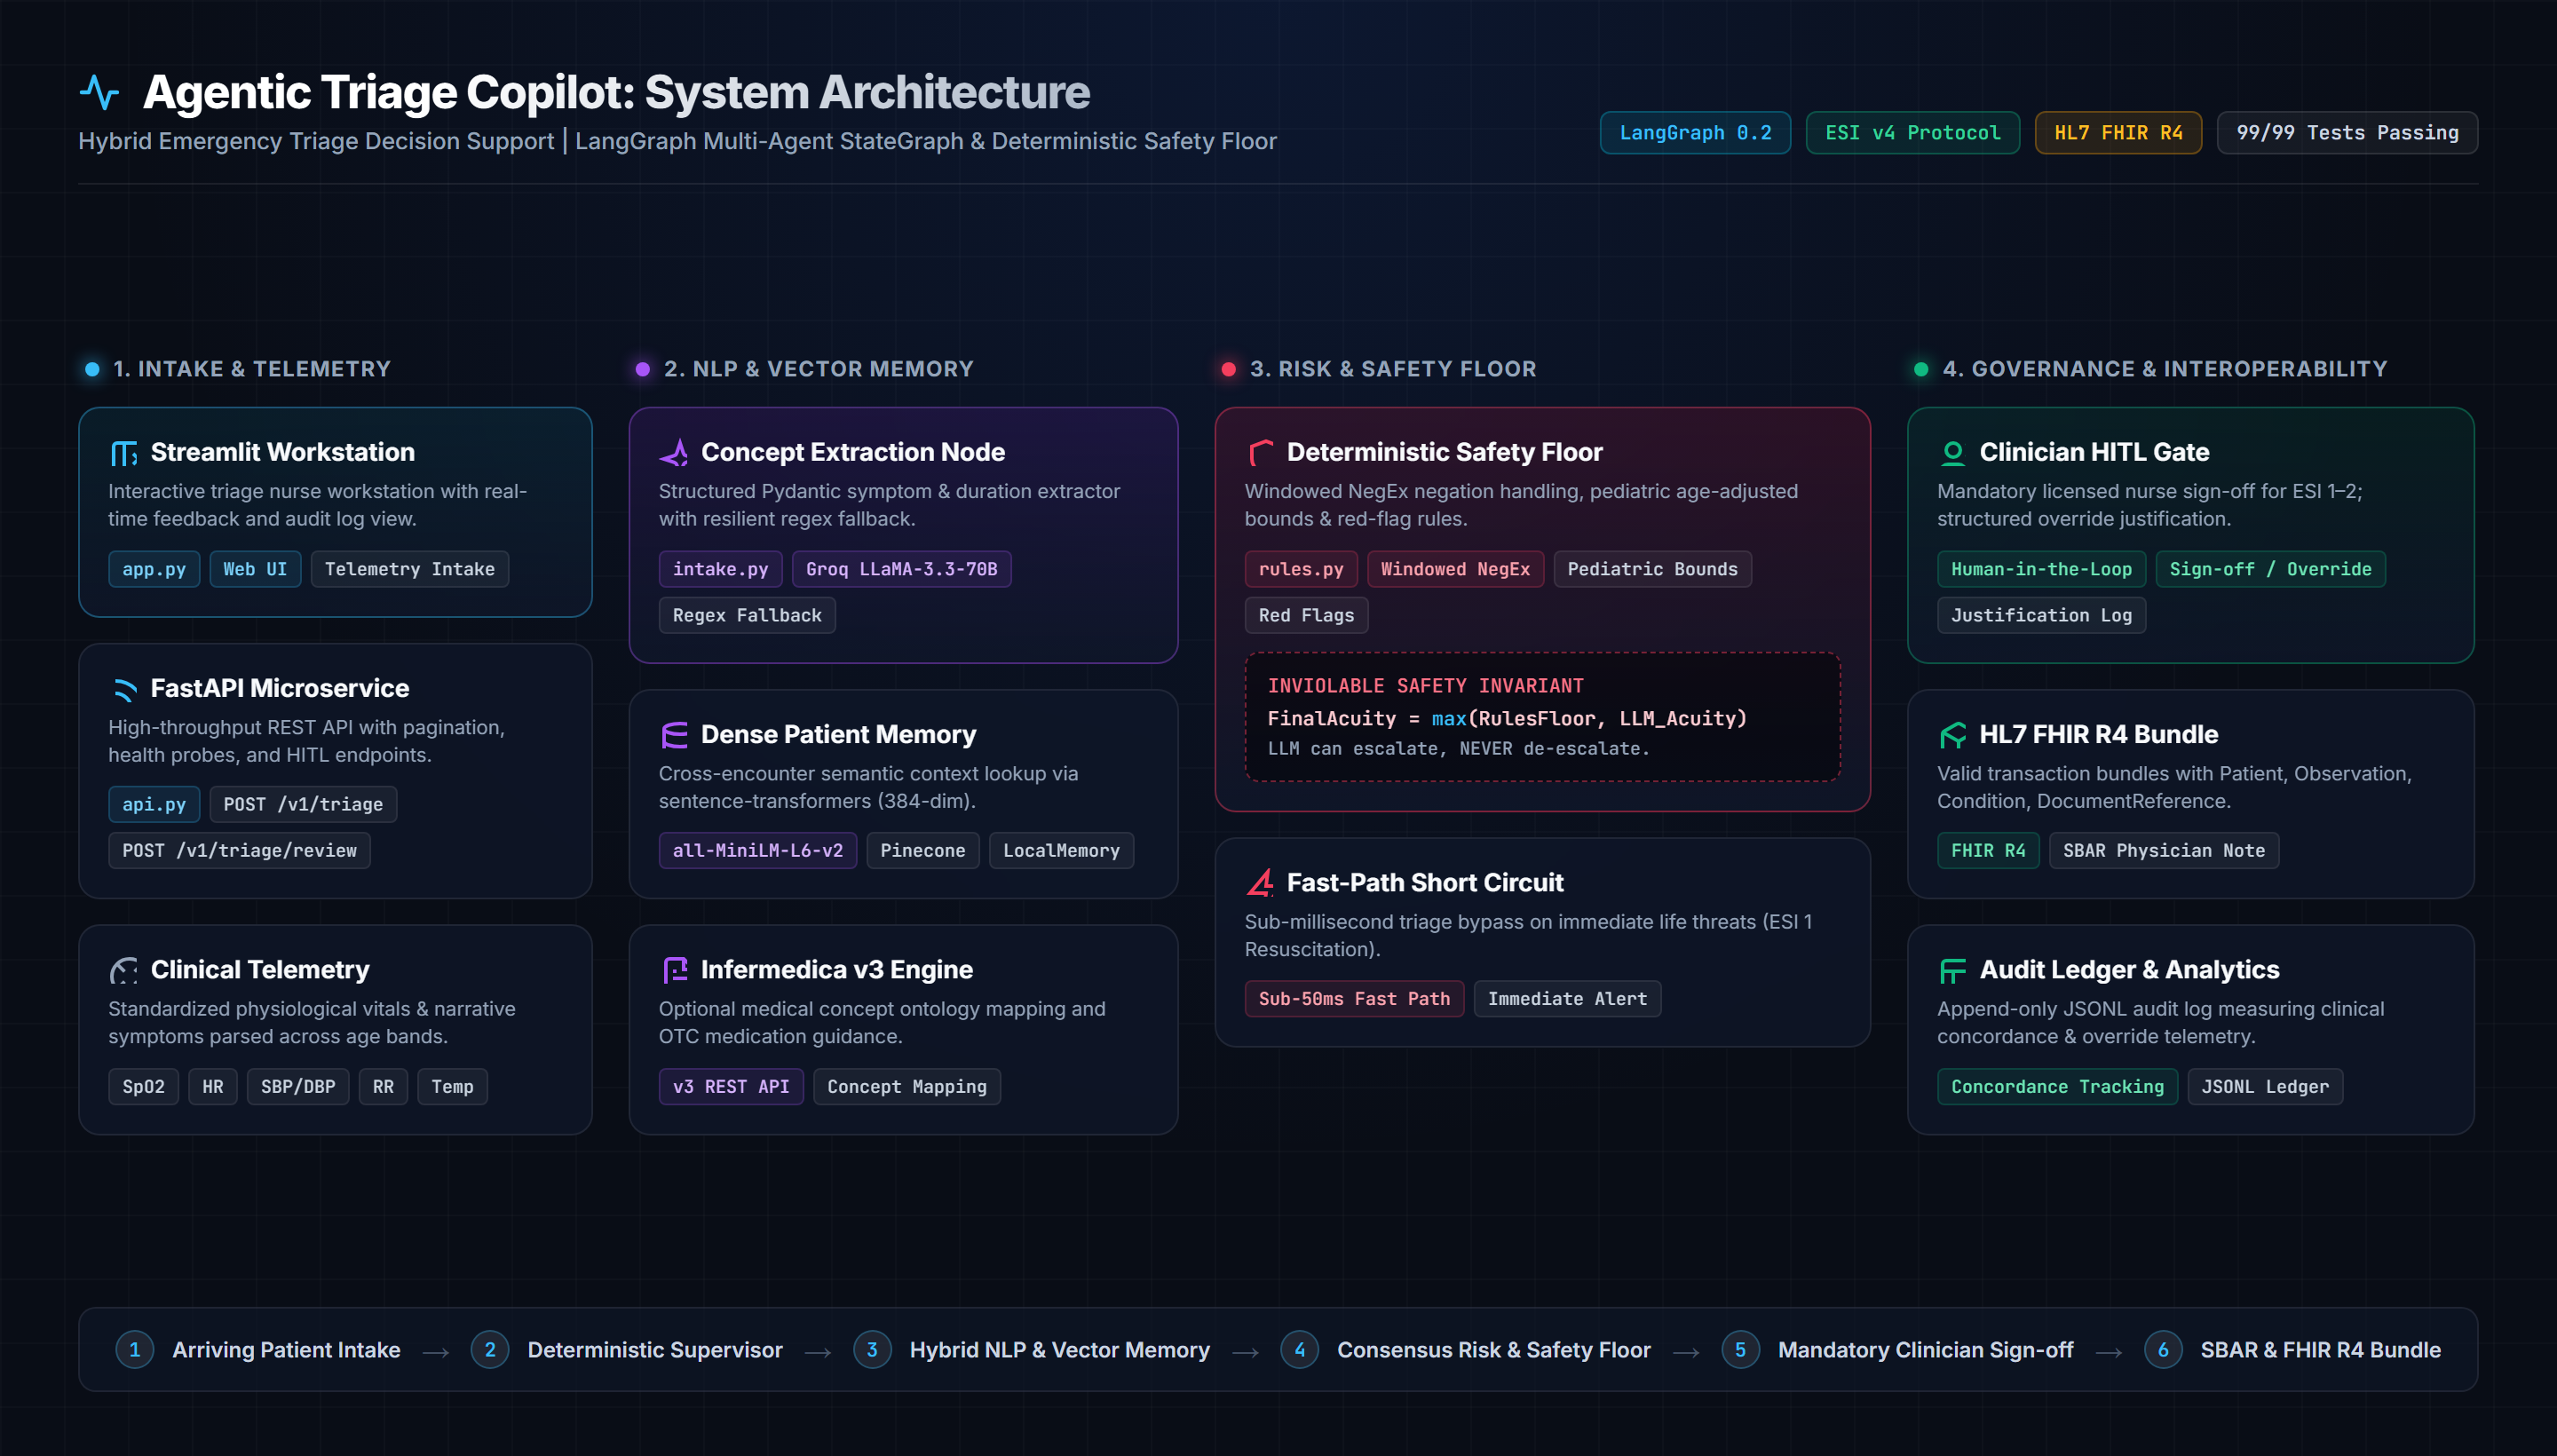 Agentic Triage Copilot: System Architecture
Hybrid Emergency Triage Decision Support | LangGraph Multi-Agent StateGraph & Deterministic Safety Floor
LangGraph 0.2
ESI v4 Protocol
HL7 FHIR R4
99/99 Tests Passing
1. INTAKE & TELEMETRY
Streamlit Workstation
Interactive triage nurse workstation with real-
time feedback and audit log view.
app.py
Web UI
Telemetry Intake
FastAPI Microservice
High-throughput REST API with pagination,
health probes, and HITL endpoints.
api.py
POST /v1/triage
POST /v1/triage/review
Clinical Telemetry
Standardized physiological vitals & narrative
symptoms parsed across age bands.
SpO2
HR
SBP/DBP
RR
Temp
2. NLP & VECTOR MEMORY
Concept Extraction Node
Structured Pydantic symptom & duration extractor
with resilient regex fallback.
intake.py
Groq LLaMA-3.3-70B
Regex Fallback
Dense Patient Memory
Cross-encounter semantic context lookup via
sentence-transformers (384-dim).
all-MiniLM-L6-v2
Pinecone
LocalMemory
Infermedica v3 Engine
Optional medical concept ontology mapping and
OTC medication guidance.
v3 REST API
Concept Mapping
3. RISK & SAFETY FLOOR
Deterministic Safety Floor
Windowed NegEx negation handling, pediatric age-adjusted
bounds & red-flag rules.
rules.py
Windowed NegEx
Pediatric Bounds
Red Flags
INVIOLABLE SAFETY INVARIANT
FinalAcuity = max(RulesFloor, LLM_Acuity)
LLM can escalate, NEVER de-escalate.
Fast-Path Short Circuit
Sub-millisecond triage bypass on immediate life threats (ESI 1
Resuscitation).
Sub-50ms Fast Path
Immediate Alert
4. GOVERNANCE & INTEROPERABILITY
Clinician HITL Gate
Mandatory licensed nurse sign-off for ESI 1–2;
structured override justification.
Human-in-the-Loop
Sign-off / Override
Justification Log
HL7 FHIR R4 Bundle
Valid transaction bundles with Patient, Observation,
Condition, DocumentReference.
FHIR R4
SBAR Physician Note
Audit Ledger & Analytics
Append-only JSONL audit log measuring clinical
concordance & override telemetry.
Concordance Tracking
JSONL Ledger
1 Arriving Patient Intake → 2 Deterministic Supervisor → 3 Hybrid NLP & Vector Memory → 4 Consensus Risk & Safety Floor → 5 Mandatory Clinician Sign-off → 6 SBAR & FHIR R4 Bundle